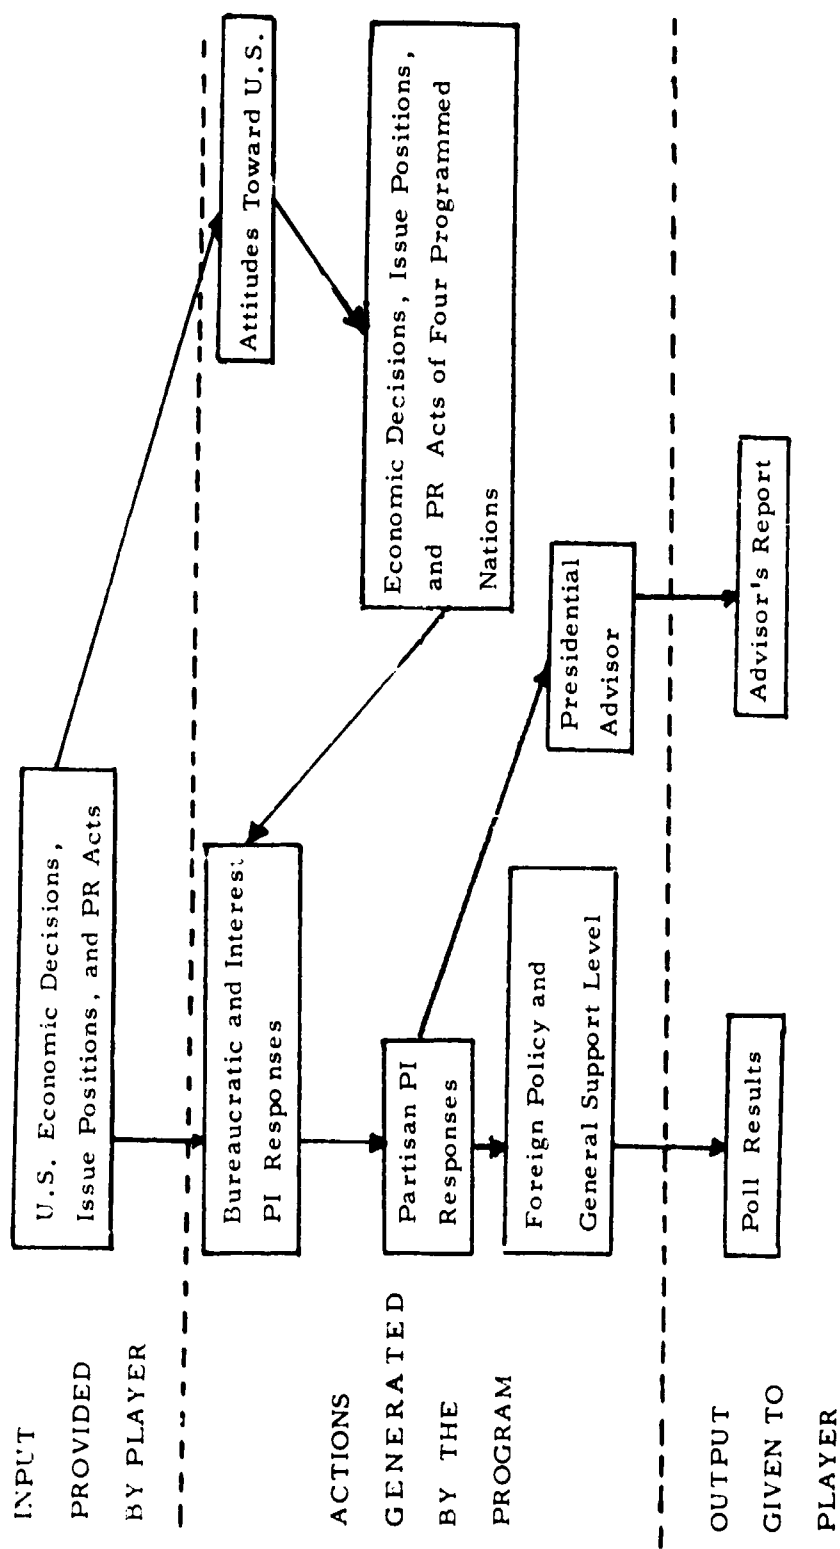 INPUT
PROVIDED
BY PLAYER
U.S. Economic Decisions,
Issue Positions, and PR Acts
Attitudes Toward U.S.
ACTIONS
GENERATED
BY THE
PROGRAM
Bureaucratic and Interest
PI Responses
Economic Decisions, Issue Positions,
and PR Acts of Four Programmed
Nations
Partisan PI
Responses
Presidential
Advisor
Foreign Policy and
General Support Level
OUTPUT
GIVEN TO
PLAYER
Poll Results
Advisor's Report